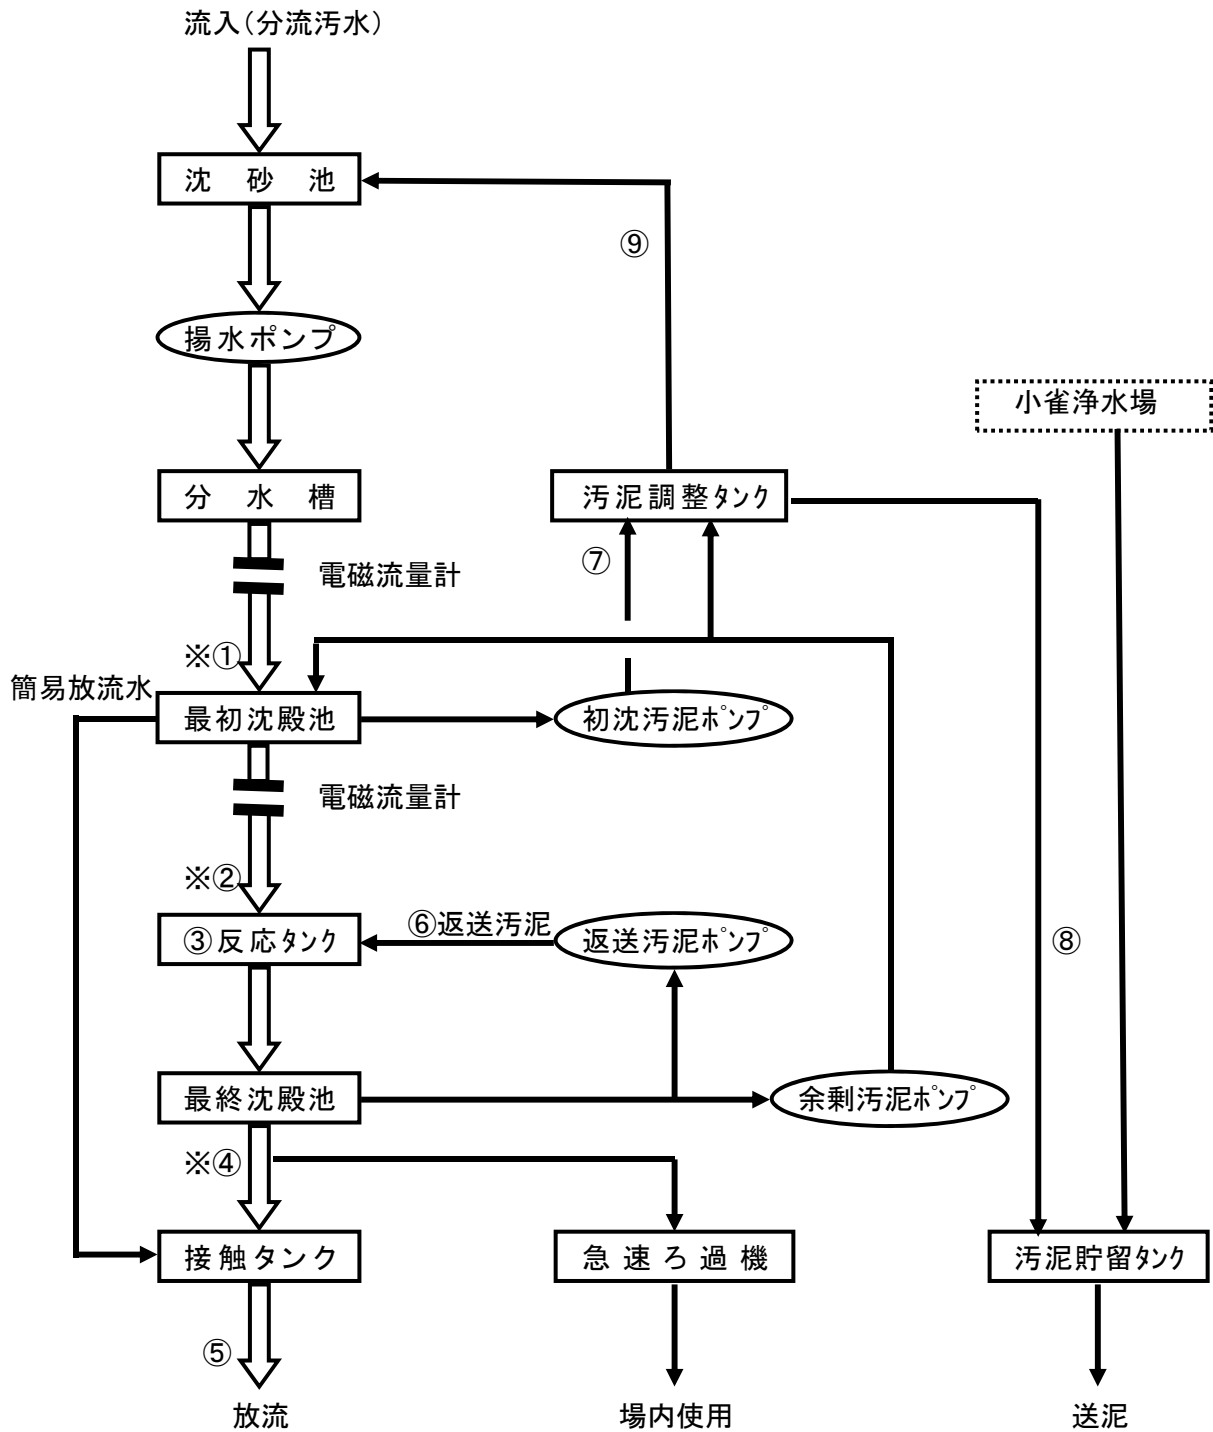 流入(分流汚水)
沈砂池
⑨
揚水ポンプ
小雀浄水場
分水槽
汚泥調整ﾀﾝｸ
電磁流量計
⑦
※①
簡易放流水
最初沈殿池
初沈汚泥ﾎﾟﾝﾌﾟ
電磁流量計
※②
⑥返送汚泥
③反応タンク
返送汚泥ﾎﾟﾝﾌﾟ
⑧
最終沈殿池
余剰汚泥ﾎﾟﾝﾌﾟ
※④
接触タンク
急速ろ過機
汚泥貯留ﾀﾝｸ
⑤
放流
場内使用
送泥